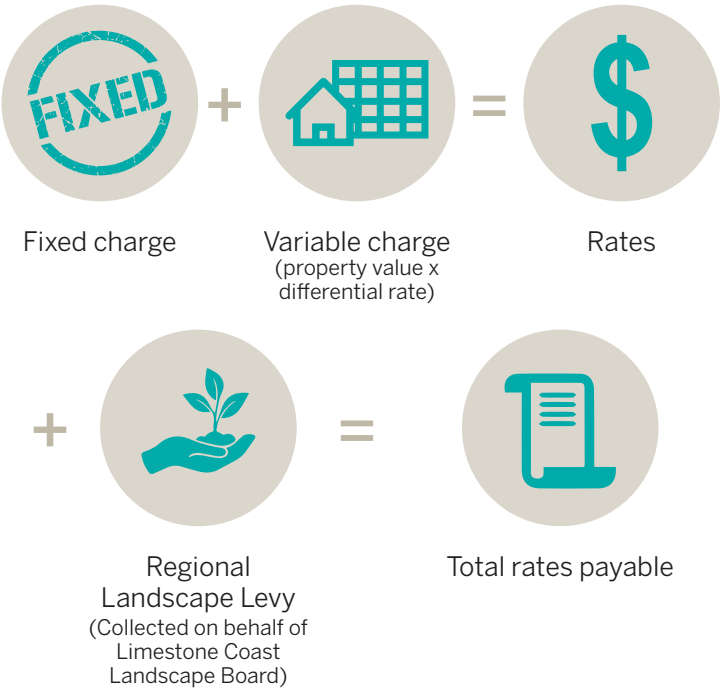 FIXED
+
=
$
Fixed charge
Variable charge
(property value x
differential rate)
Rates
+
=
Regional
Landscape Levy
(Collected on behalf of
Limestone Coast
Landscape Board)
Total rates payable